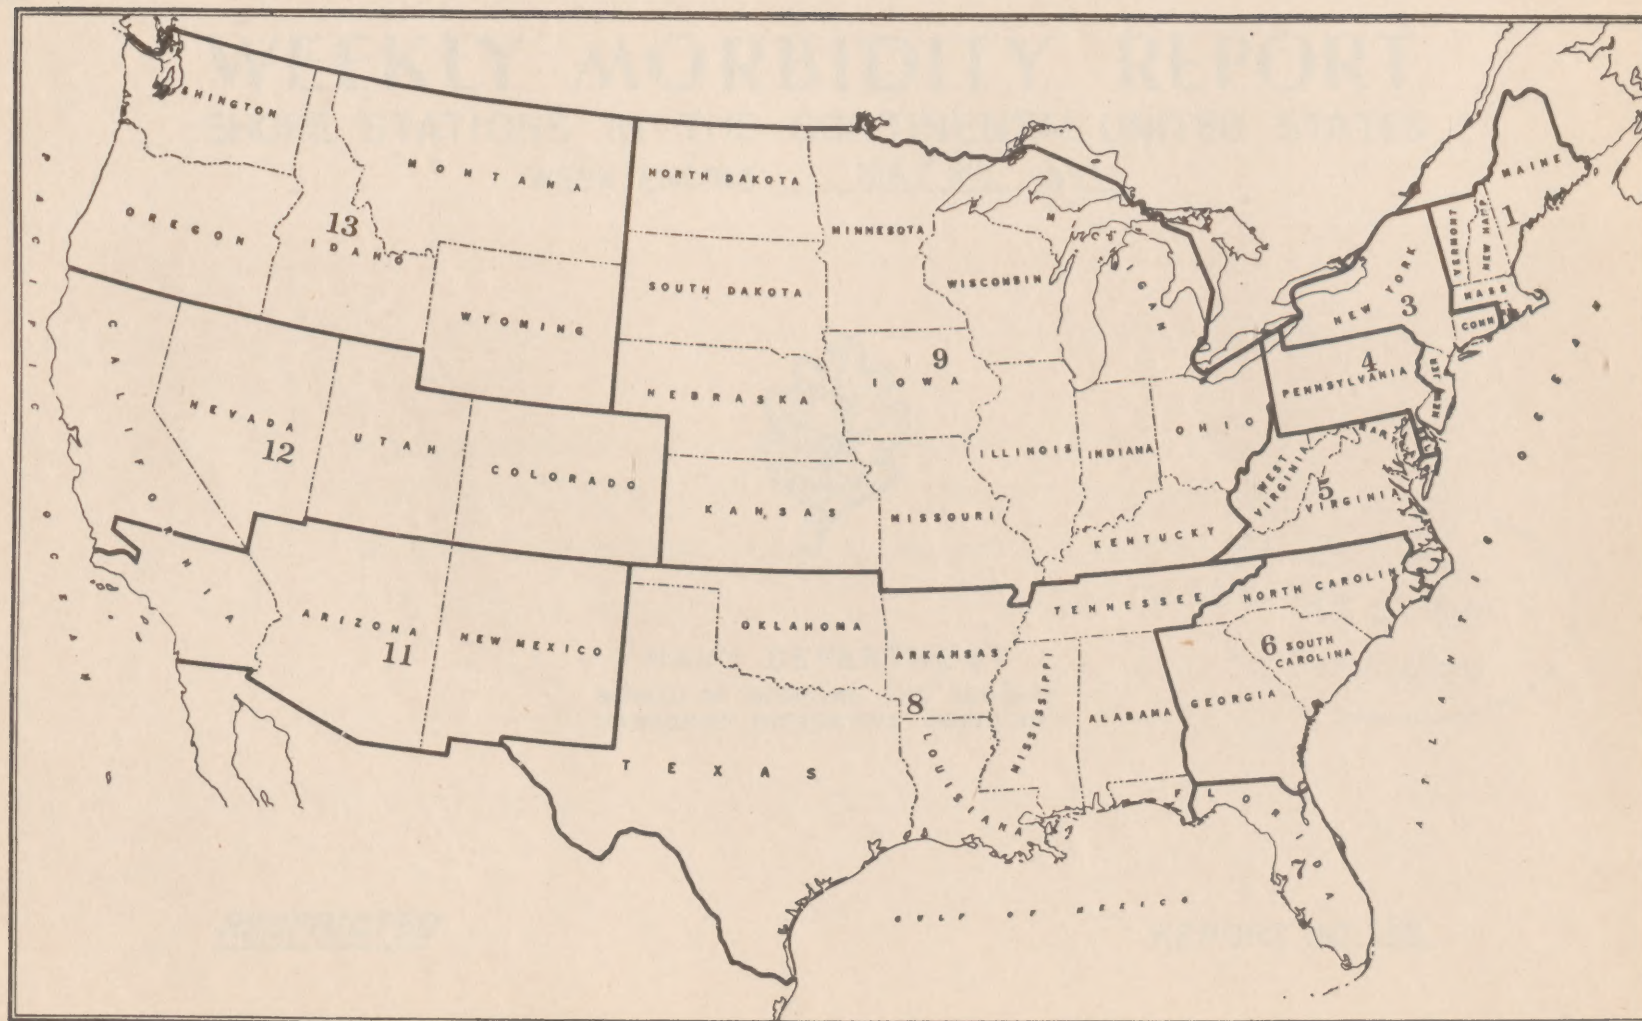 WEEKLY MORBIDITY REPORT
WASHINGTON
MONTANA
NORTH DAKOTA
MINNESOTA
MAINE
OREGON
13
IDAHO
VERMONT
NEW HAMP.
1
SOUTH DAKOTA
WISCONSIN
MICHIGAN
WYOMING
NEW YORK
3
MASS
CONN
PACIFIC OCEAN
CALIFORNIA
NEVADA
12
UTAH
COLORADO
NEBRASKA
IOWA
9
4
PENNSYLVANIA
NEW JER
ILLINOIS
INDIANA
OHIO
MAR
WEST
VIRGINIA
5
VIRGINIA
KANSAS
MISSOURI
KENTUCKY
ARIZONA
11
NEW MEXICO
OKLAHOMA
ARKANSAS
TENNESSEE
NORTH CAROLINA
6
SOUTH
CAROLINA
8
MISSISSIPPI
ALABAMA
GEORGIA
TEXAS
LOUISIANA
FLORIDA
7
GULF OF MEXICO
ATLANTIC OCEAN